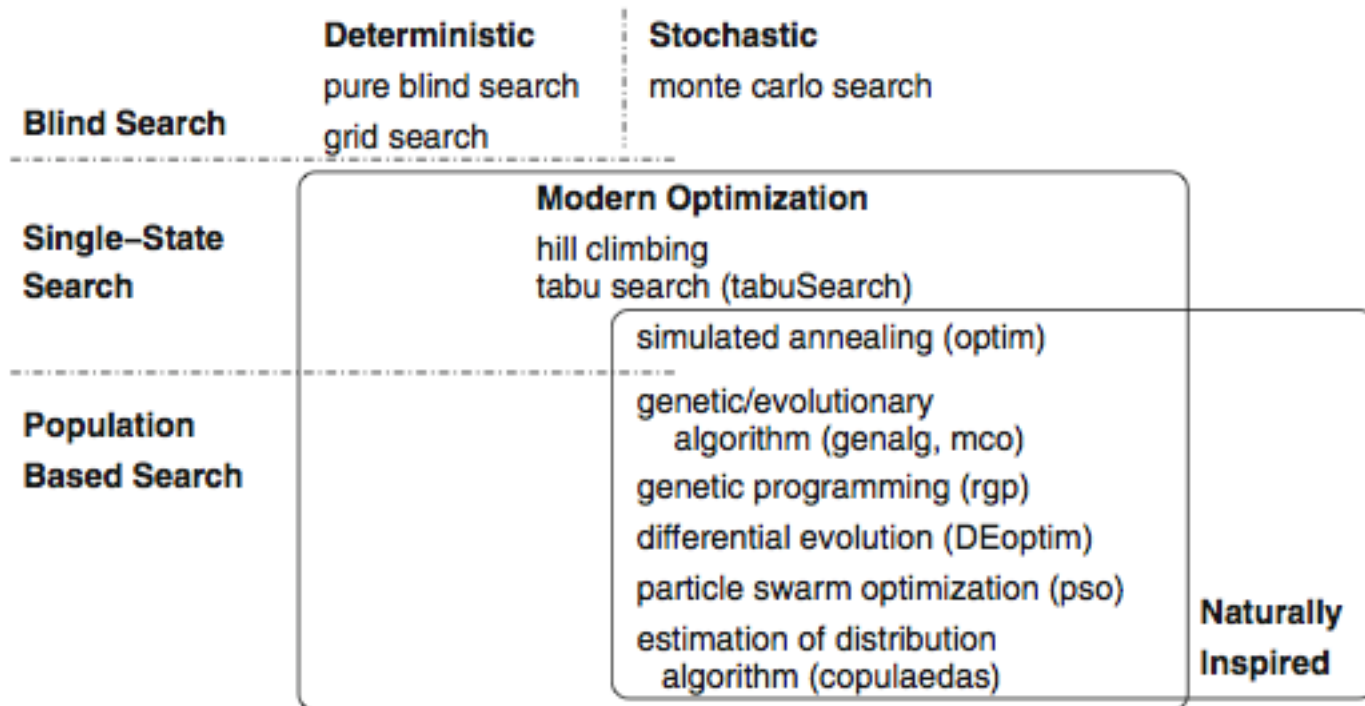 Deterministic
Stochastic
pure blind search
monte carlo search
Blind Search
grid search
Modern Optimization
Single–State
Search
hill climbing
tabu search (tabuSearch)
simulated annealing (optim)
Population
Based Search
genetic/evolutionary
algorithm (genalg, mco)
genetic programming (rgp)
differential evolution (DEoptim)
particle swarm optimization (pso)
estimation of distribution
algorithm (copulaedas)
Naturally
Inspired